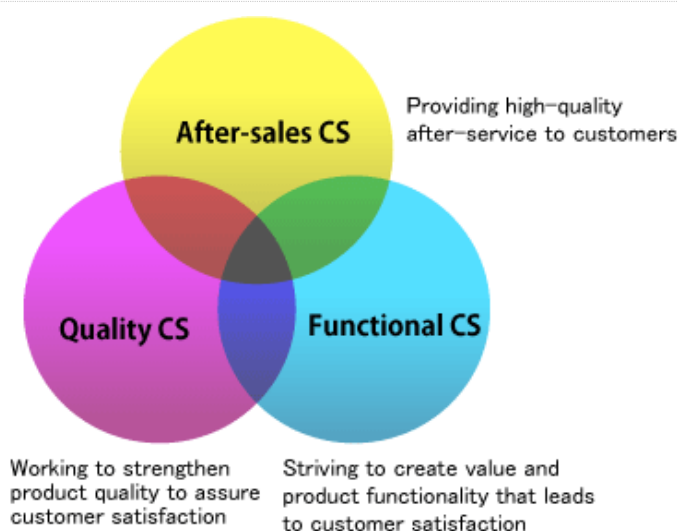 After-sales CS
Providing high-quality
after-service to customers
Quality CS
Functional CS
Working to strengthen
product quality to assure
customer satisfaction
Striving to create value and
product functionality that leads
to customer satisfaction